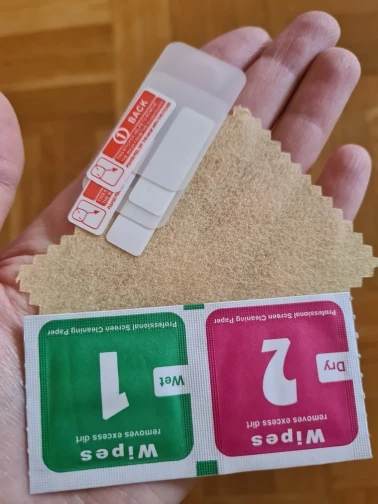 1 BACK
Wipes
removes excess dirt
1
Wet
Professional Screen Cleaning Paper
Wipes
removes excess dirt
2
Dry
Professional Screen Cleaning Paper